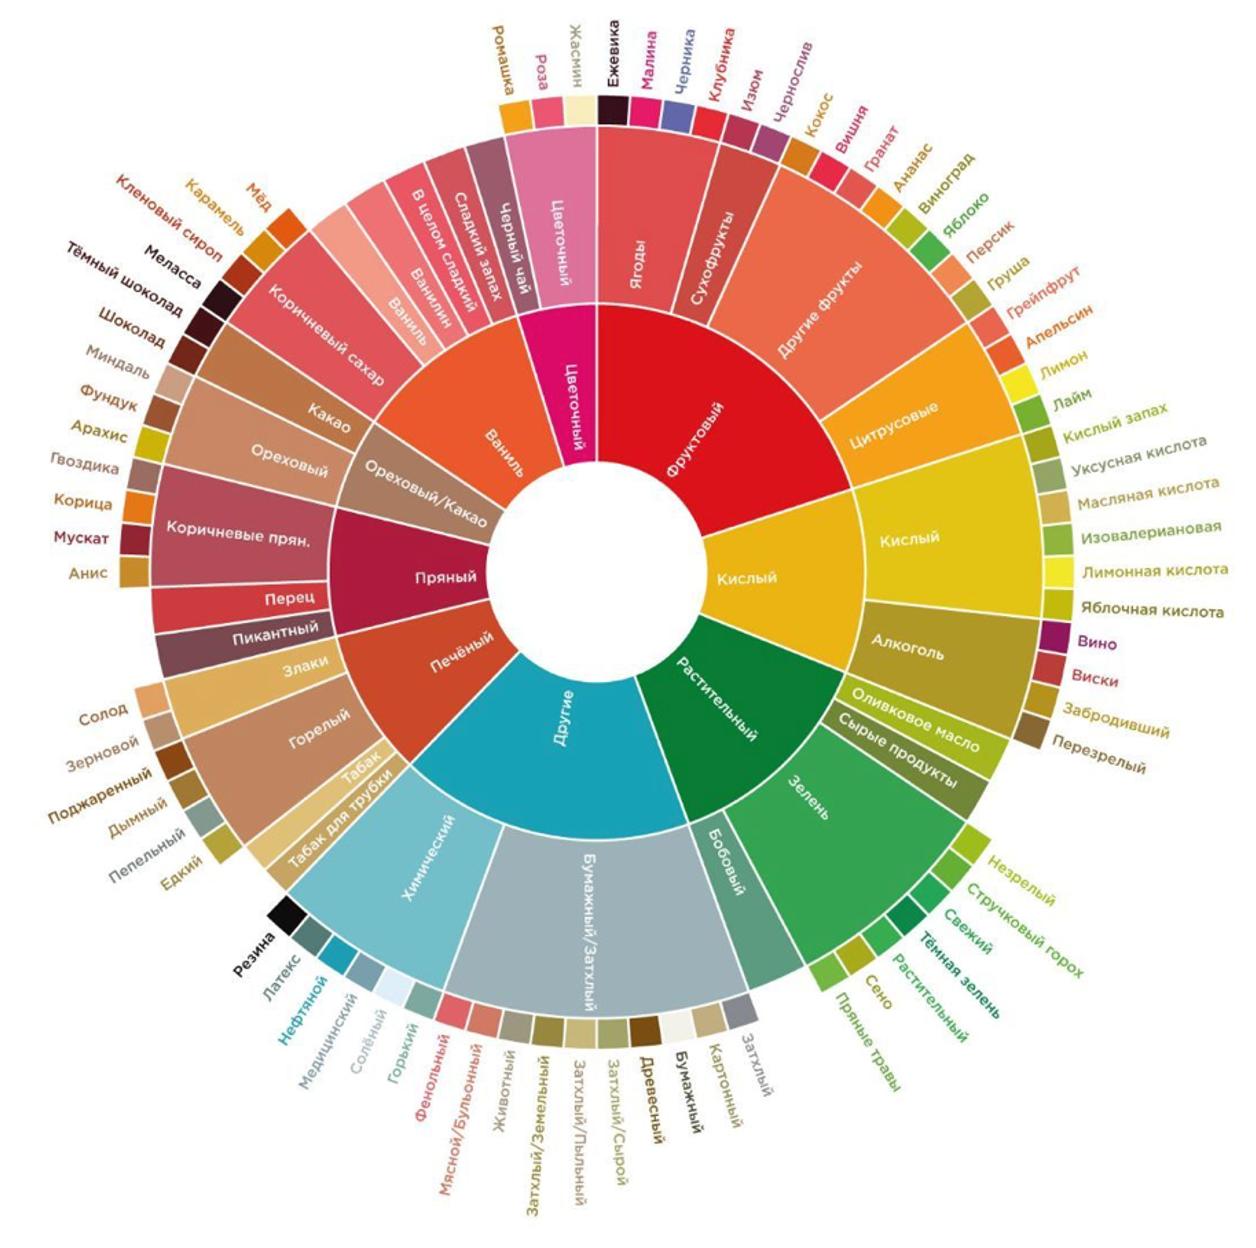 Фруктовый
Кислый
Растительный
Другие
Печёный
Пряный
Ореховый/Какао
Ваниль
Цветочный
Ягоды
Сухофрукты
Другие фрукты
Цитрусовые
Кислый
Алкоголь
Оливковое масло
Сырые продукты
Зелень
Бобовый
Бумажный/Затхлый
Химический
Табак для трубки
Табак
Горелый
Злаки
Пикантный
Перец
Коричневые прян.
Ореховый
Какао
Коричневый сахар
Ваниль
Ванилин
В целом сладкий
Сладкий запах
Черный чай
Цветочный
Ежевика
Малина
Черника
Клубника
Изюм
Чернослив
Кокос
Вишня
Гранат
Ананас
Виноград
Яблоко
Персик
Груша
Грейпфрут
Апельсин
Лимон
Лайм
Кислый запах
Уксусная кислота
Масляная кислота
Изовалериановая
Лимонная кислота
Яблочная кислота
Вино
Виски
Забродивший
Перезрелый
Незрелый
Стручковый горох
Свежий
Тёмная зелень
Растительный
Сено
Пряные травы
Затхлый
Картонный
Бумажный
Древесный
Затхлый/Сырой
Затхлый/Пыльный
Затхлый/Земельный
Животный
Мясной/Бульонный
Фенольный
Горький
Солёный
Медицинский
Нефтяной
Латекс
Резина
Едкий
Пепельный
Дымный
Поджаренный
Зерновой
Солод
Анис
Мускат
Корица
Гвоздика
Арахис
Фундук
Миндаль
Шоколад
Тёмный шоколад
Меласса
Кленовый сироп
Карамель
Мёд
Ромашка
Роза
Жасмин